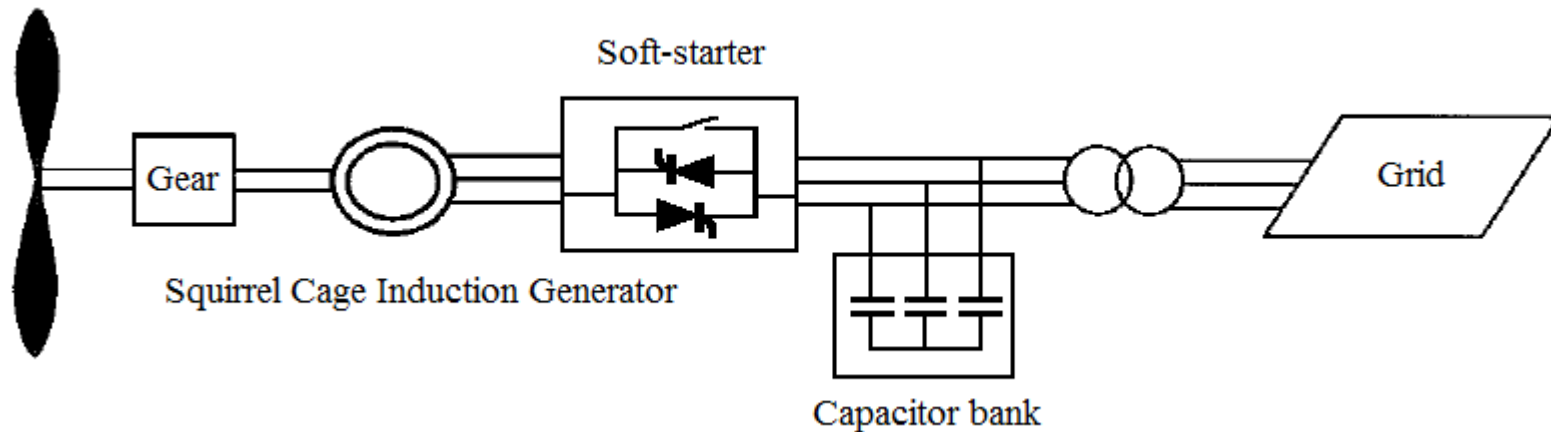 Soft-starter
Gear
Grid
Squirrel Cage Induction Generator
Capacitor bank